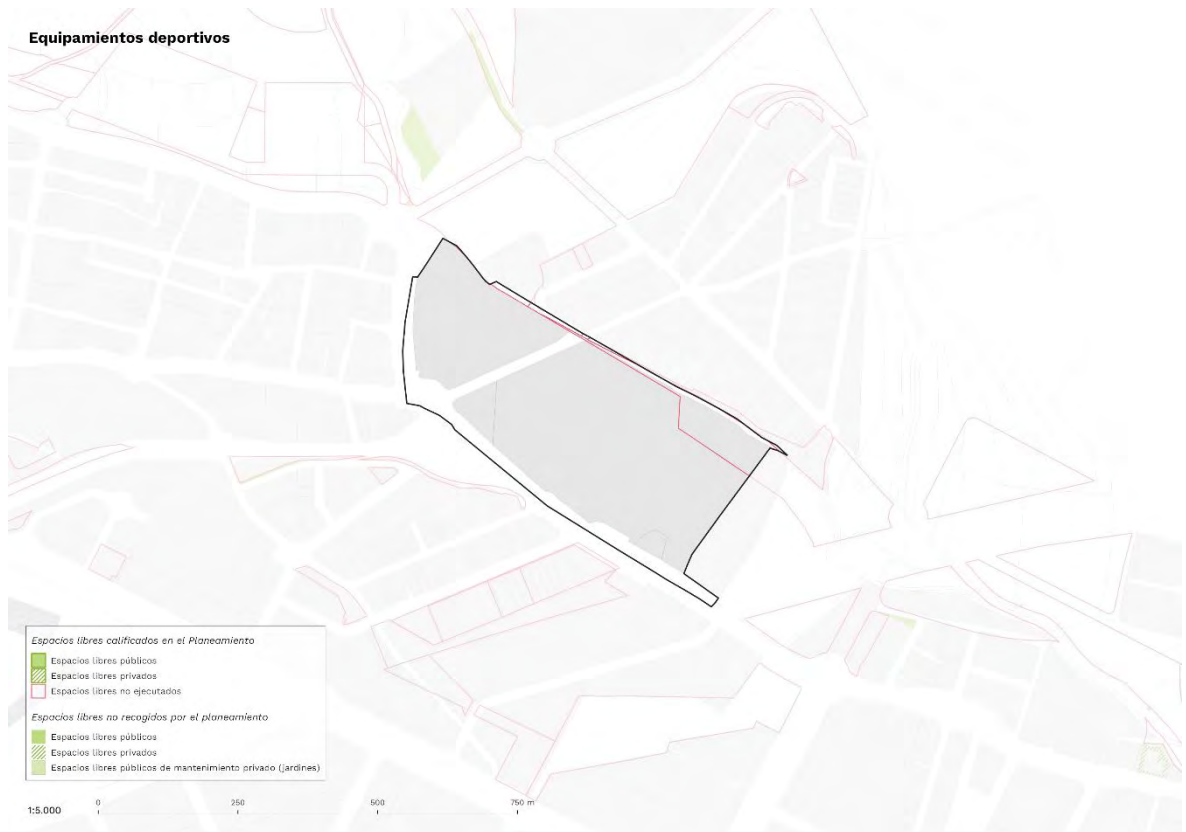 Equipamientos deportivos
Espacios libres calificados en el Planeamiento
Espacios libres públicos
Espacios libres privados
Espacios libres no ejecutados
Espacios libres no recogidos por el planeamiento
Espacios libres públicos
Espacios libres privados
Espacios libres públicos de mantenimiento privado (jardines)
1:5.000
0 250 500 750 m